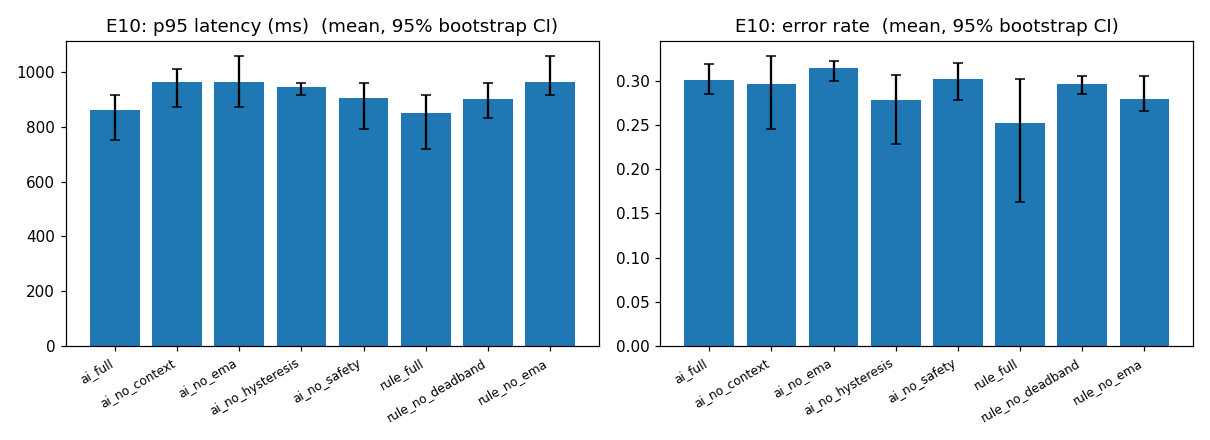 E10: p95 latency (ms)  (mean, 95% bootstrap CI)
1000
800
600
400
200
0
ai_full
ai_no_context
ai_no_ema
ai_no_hysteresis
ai_no_safety
rule_full
rule_no_deadband
rule_no_ema
E10: error rate  (mean, 95% bootstrap CI)
0.30
0.25
0.20
0.15
0.10
0.05
0.00
ai_full
ai_no_context
ai_no_ema
ai_no_hysteresis
ai_no_safety
rule_full
rule_no_deadband
rule_no_ema